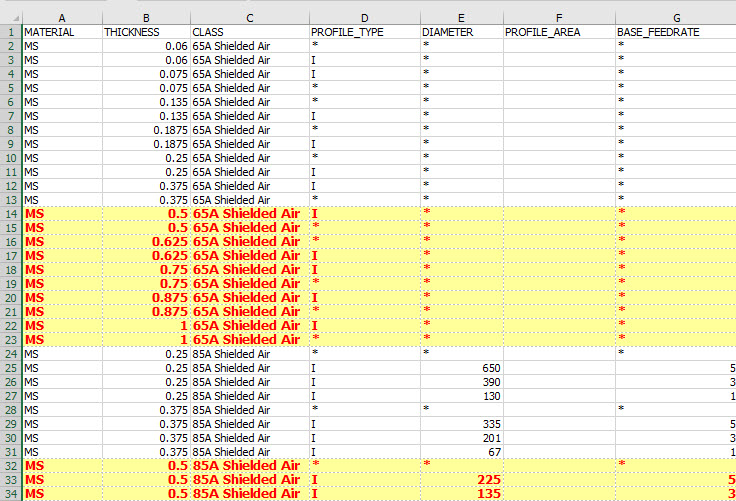 A B C D E F G
1 MATERIAL THICKNESS CLASS PROFILE_TYPE DIAMETER PROFILE_AREA BASE_FEEDRATE
2 MS 0.06 65A Shielded Air * * *
3 MS 0.06 65A Shielded Air I * *
4 MS 0.075 65A Shielded Air I * *
5 MS 0.075 65A Shielded Air * * *
6 MS 0.135 65A Shielded Air * * *
7 MS 0.135 65A Shielded Air I * *
8 MS 0.1875 65A Shielded Air * * *
9 MS 0.1875 65A Shielded Air I * *
10 MS 0.25 65A Shielded Air * * *
11 MS 0.25 65A Shielded Air I * *
12 MS 0.375 65A Shielded Air I * *
13 MS 0.375 65A Shielded Air * * *
14 MS 0.5 65A Shielded Air I * *
15 MS 0.5 65A Shielded Air * * *
16 MS 0.625 65A Shielded Air * * *
17 MS 0.625 65A Shielded Air I * *
18 MS 0.75 65A Shielded Air I * *
19 MS 0.75 65A Shielded Air * * *
20 MS 0.875 65A Shielded Air I * *
21 MS 0.875 65A Shielded Air * * *
22 MS 1 65A Shielded Air I * *
23 MS 1 65A Shielded Air * * *
24 MS 0.25 85A Shielded Air * * *
25 MS 0.25 85A Shielded Air I 650 5
26 MS 0.25 85A Shielded Air I 390 3
27 MS 0.25 85A Shielded Air I 130 1
28 MS 0.375 85A Shielded Air * * *
29 MS 0.375 85A Shielded Air I 335 5
30 MS 0.375 85A Shielded Air I 201 3
31 MS 0.375 85A Shielded Air I 67 1
32 MS 0.5 85A Shielded Air * * *
33 MS 0.5 85A Shielded Air I 225 5
34 MS 0.5 85A Shielded Air I 135 3